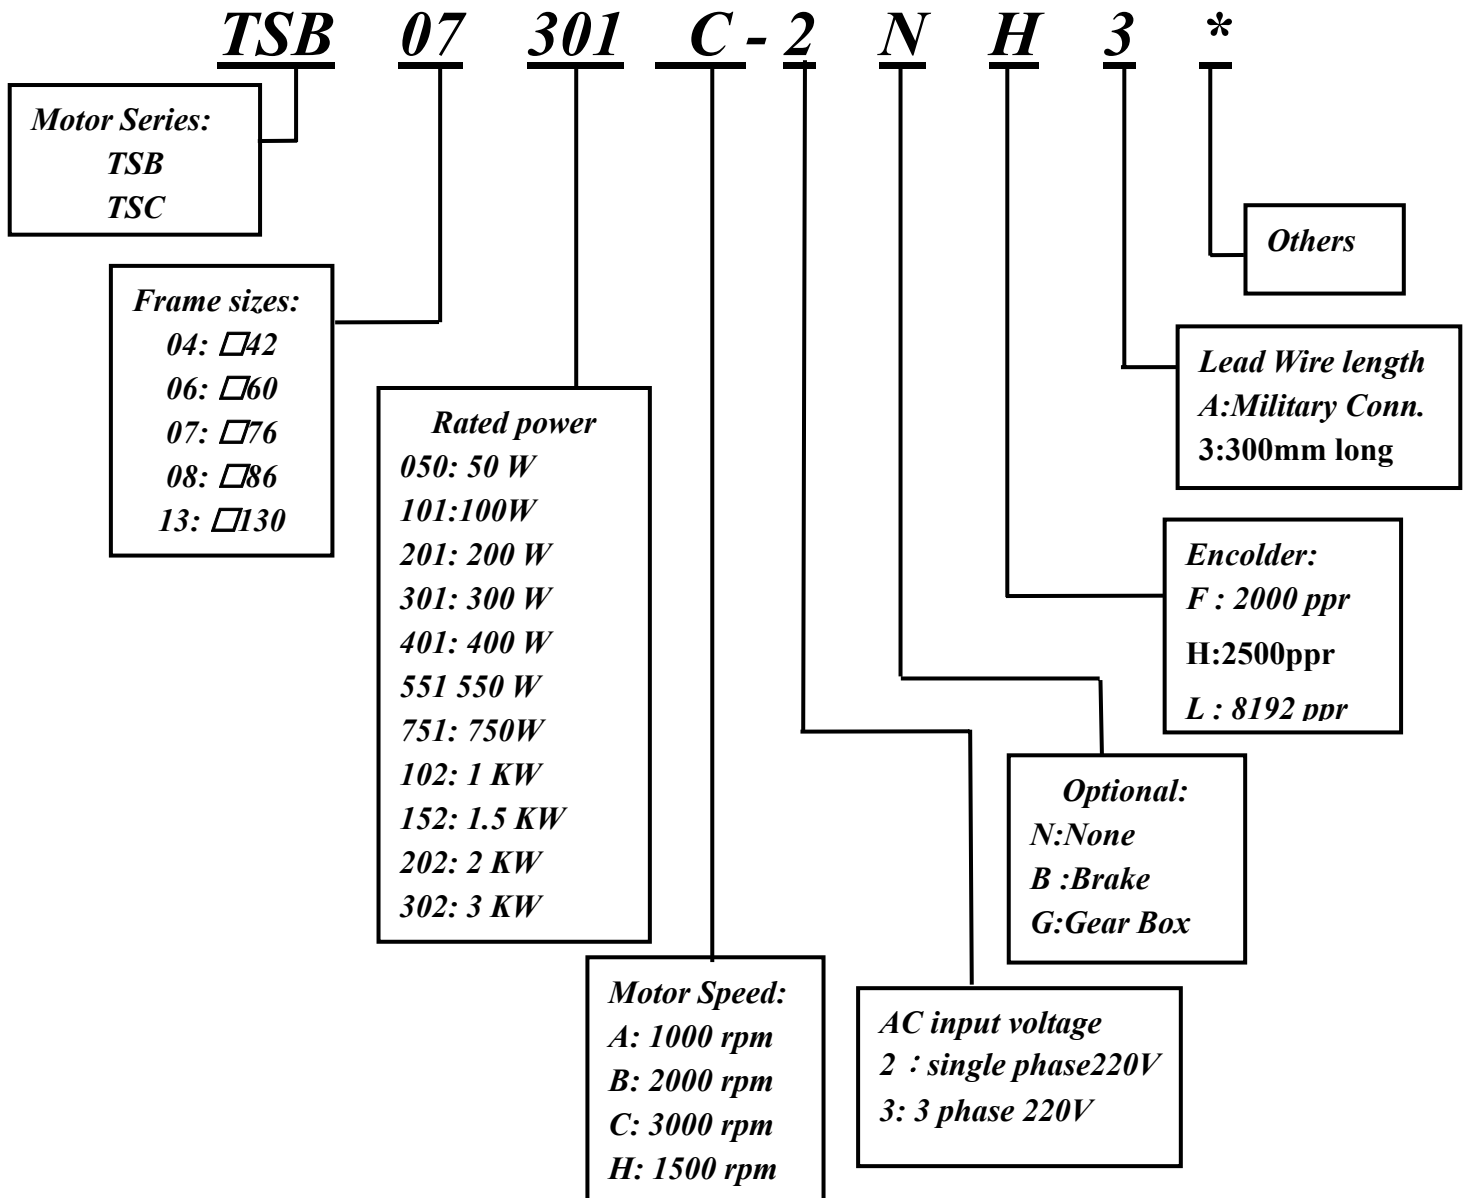 TSB 07 301 C - 2 N H 3 *
Motor Series:
TSB
TSC
Frame sizes:
04: □42
06: □60
07: □76
08: □86
13: □130
Rated power
050: 50 W
101:100W
201: 200 W
301: 300 W
401: 400 W
551 550 W
751: 750W
102: 1 KW
152: 1.5 KW
202: 2 KW
302: 3 KW
Motor Speed:
A: 1000 rpm
B: 2000 rpm
C: 3000 rpm
H: 1500 rpm
AC input voltage
2：single phase220V
3: 3 phase 220V
Optional:
N:None
B :Brake
G:Gear Box
Encolder:
F : 2000 ppr
H:2500ppr
L : 8192 ppr
Lead Wire length
A:Military Conn.
3:300mm long
Others